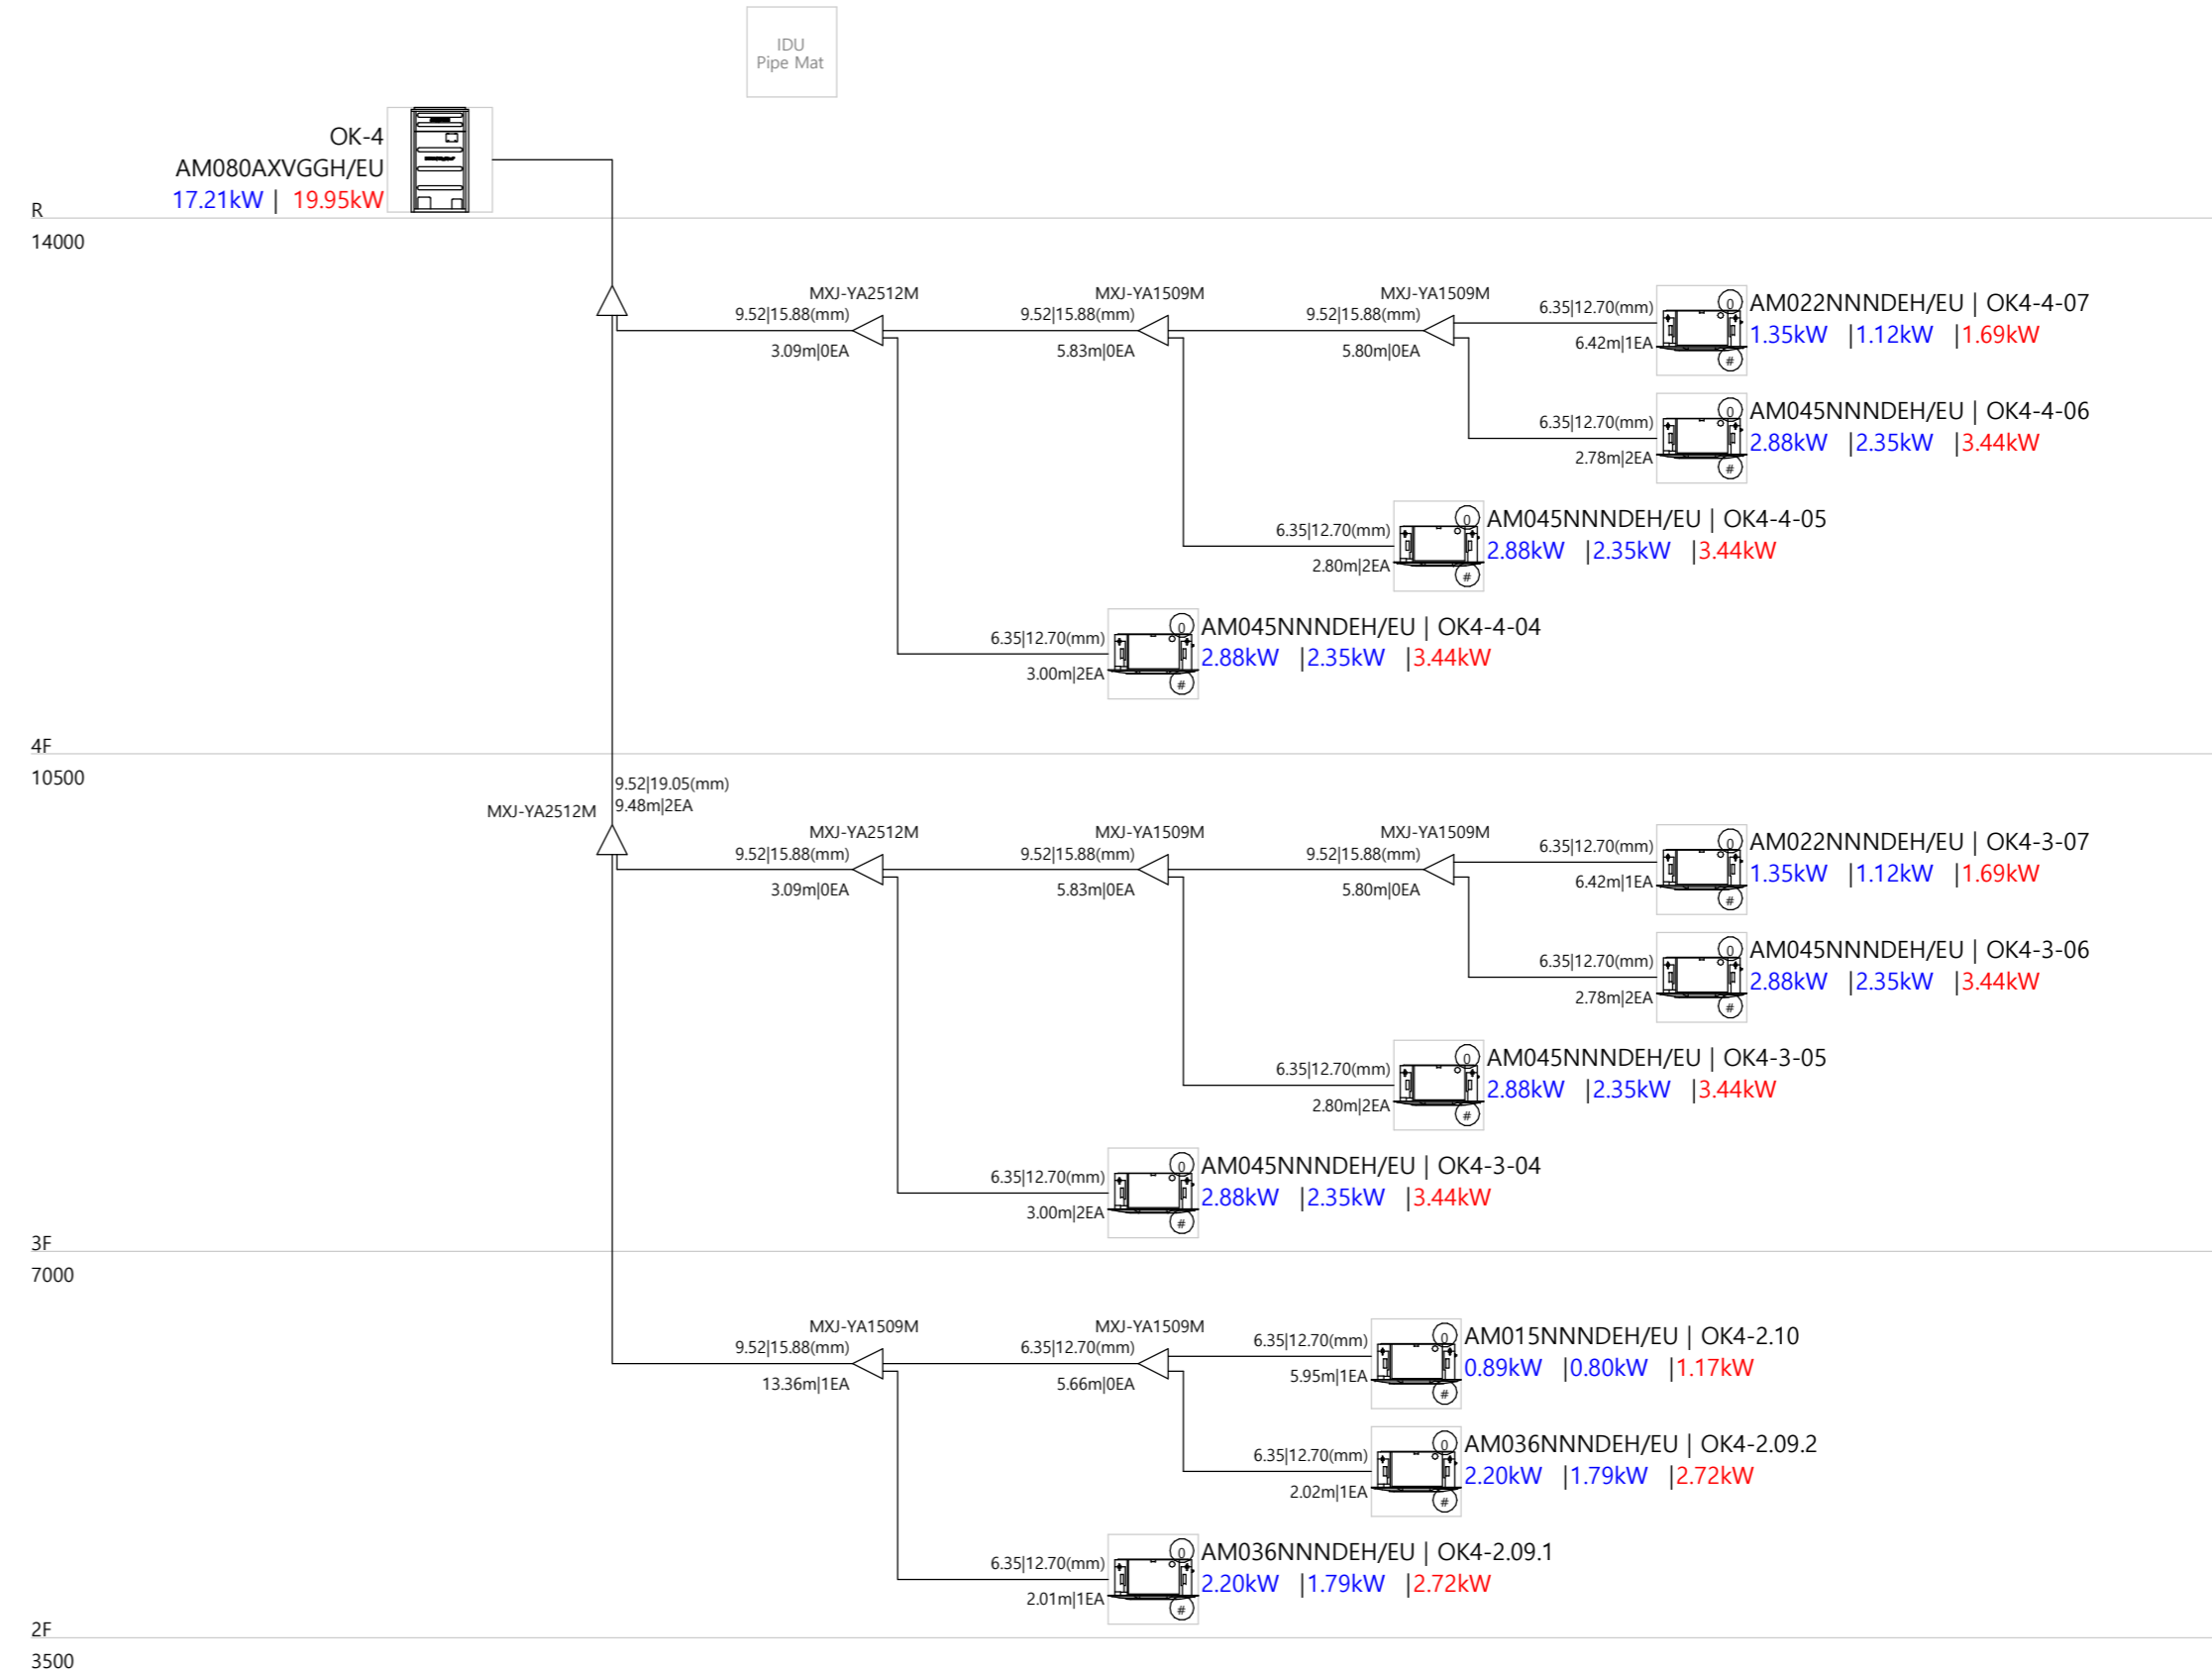 IDU
Pipe Mat
OK-4
AM080AXVGGH/EU
17.21kW | 19.95kW
R
14000
MXJ-YA2512M
9.52|15.88(mm)
3.09m|0EA
MXJ-YA1509M
9.52|15.88(mm)
5.83m|0EA
MXJ-YA1509M
9.52|15.88(mm)
5.80m|0EA
6.35|12.70(mm)
6.42m|1EA
0
#
AM022NNNDEH/EU | OK4-4-07
1.35kW |1.12kW |1.69kW
6.35|12.70(mm)
2.78m|2EA
0
#
AM045NNNDEH/EU | OK4-4-06
2.88kW |2.35kW |3.44kW
6.35|12.70(mm)
2.80m|2EA
0
#
AM045NNNDEH/EU | OK4-4-05
2.88kW |2.35kW |3.44kW
6.35|12.70(mm)
3.00m|2EA
0
#
AM045NNNDEH/EU | OK4-4-04
2.88kW |2.35kW |3.44kW
4F
10500
9.52|19.05(mm)
9.48m|2EA
MXJ-YA2512M
MXJ-YA2512M
9.52|15.88(mm)
3.09m|0EA
MXJ-YA1509M
9.52|15.88(mm)
5.83m|0EA
MXJ-YA1509M
9.52|15.88(mm)
5.80m|0EA
6.35|12.70(mm)
6.42m|1EA
0
#
AM022NNNDEH/EU | OK4-3-07
1.35kW |1.12kW |1.69kW
6.35|12.70(mm)
2.78m|2EA
0
#
AM045NNNDEH/EU | OK4-3-06
2.88kW |2.35kW |3.44kW
6.35|12.70(mm)
2.80m|2EA
0
#
AM045NNNDEH/EU | OK4-3-05
2.88kW |2.35kW |3.44kW
6.35|12.70(mm)
3.00m|2EA
0
#
AM045NNNDEH/EU | OK4-3-04
2.88kW |2.35kW |3.44kW
3F
7000
MXJ-YA1509M
9.52|15.88(mm)
13.36m|1EA
MXJ-YA1509M
6.35|12.70(mm)
5.66m|0EA
6.35|12.70(mm)
5.95m|1EA
0
#
AM015NNNDEH/EU | OK4-2.10
0.89kW |0.80kW |1.17kW
6.35|12.70(mm)
2.02m|1EA
0
#
AM036NNNDEH/EU | OK4-2.09.2
2.20kW |1.79kW |2.72kW
6.35|12.70(mm)
2.01m|1EA
0
#
AM036NNNDEH/EU | OK4-2.09.1
2.20kW |1.79kW |2.72kW
2F
3500